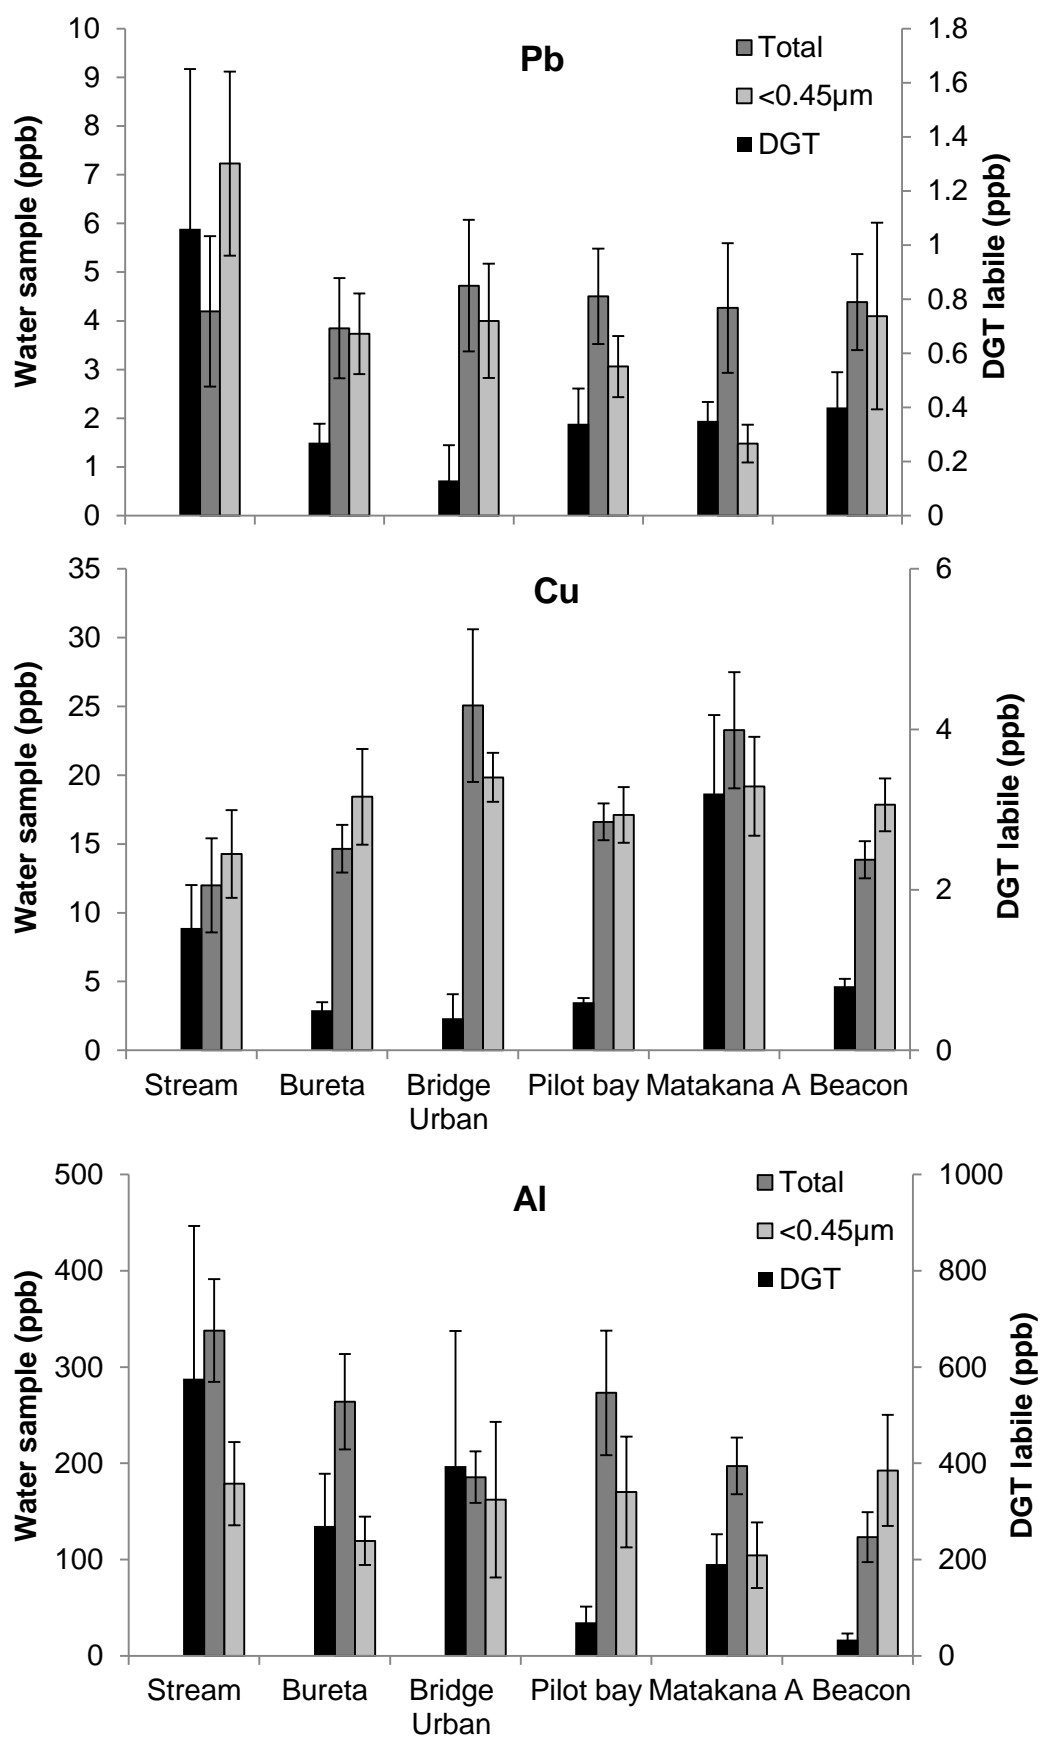 Pb
Total
<0.45µm
DGT
Water sample (ppb)
10
9
8
7
6
5
4
3
2
1
0
DGT labile (ppb)
1.8
1.6
1.4
1.2
1
0.8
0.6
0.4
0.2
0
Cu
Water sample (ppb)
35
30
25
20
15
10
5
0
DGT labile (ppb)
6
4
2
0
Stream Bureta Bridge Urban Pilot bay Matakana A Beacon
Al
Total
<0.45µm
DGT
Water sample (ppb)
500
400
300
200
100
0
DGT labile (ppb)
1000
800
600
400
200
0
Stream Bureta Bridge Urban Pilot bay Matakana A Beacon